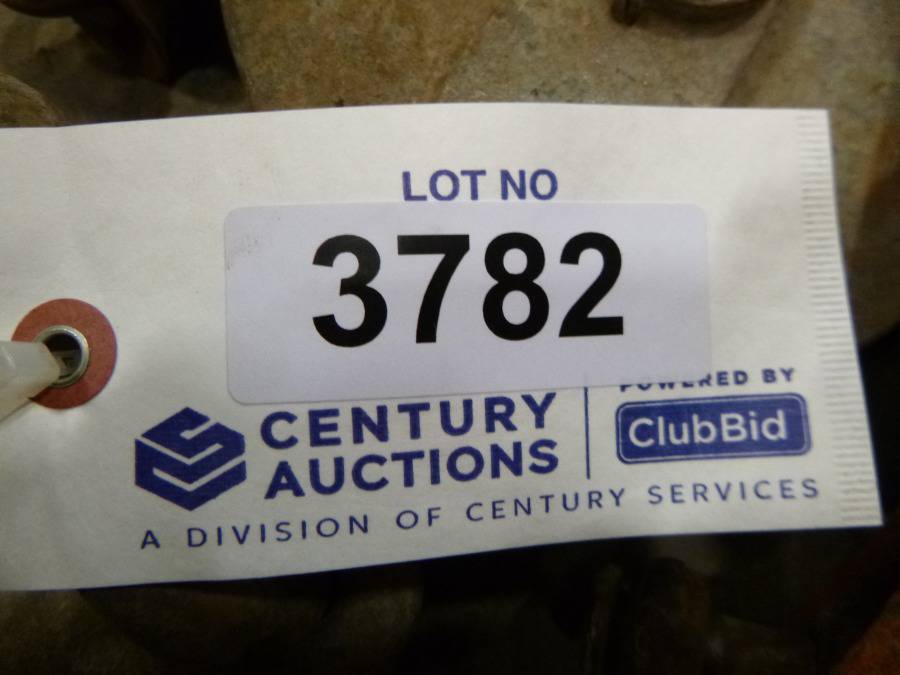 LOT NO
3782
CENTURY
AUCTIONS
POWERED BY
ClubBid
A DIVISION OF CENTURY SERVICES